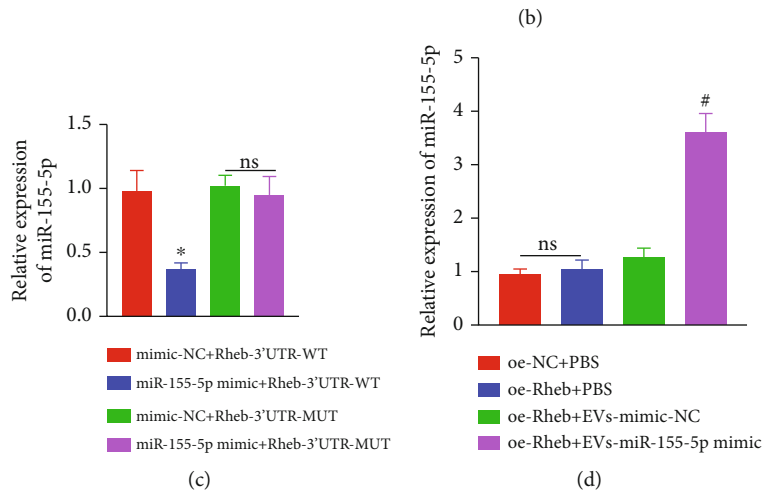 (b)
Relative expression
of miR-155-5p
1.5
1.0
0.5
0.0
*
ns
mimic-NC+Rheb-3'UTR-WT
miR-155-5p mimic+Rheb-3'UTR-WT
mimic-NC+Rheb-3'UTR-MUT
miR-155-5p mimic+Rheb-3'UTR-MUT
(c)
Relative expression of miR-155-5p
5
4
3
2
1
0
ns
#
oe-NC+PBS
oe-Rheb+PBS
oe-Rheb+EVs-mimic-NC
oe-Rheb+EVs-miR-155-5p mimic
(d)